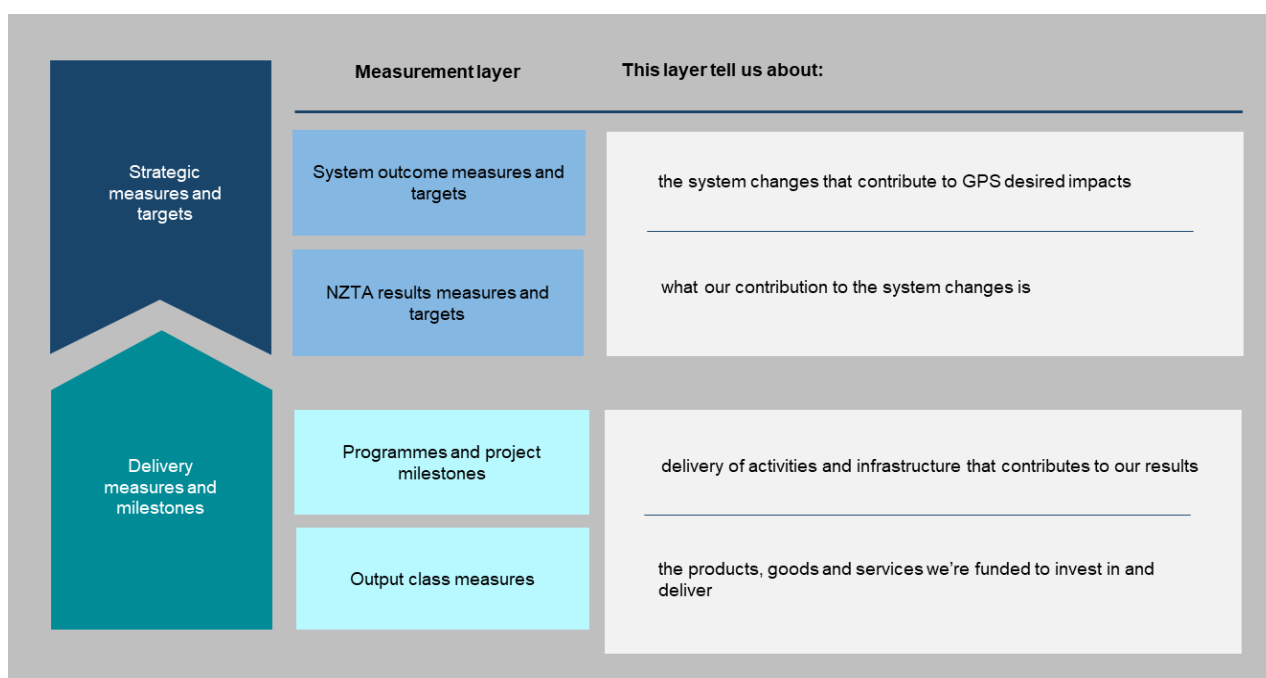 Measurement layer
This layer tell us about:
Strategic
measures and
targets
System outcome measures and
targets
the system changes that contribute to GPS desired impacts
NZTA results measures and
targets
what our contribution to the system changes is
Delivery
measures and
milestones
Programmes and project
milestones
delivery of activities and infrastructure that contributes to our results
Output class measures
the products, goods and services we’re funded to invest in and
deliver